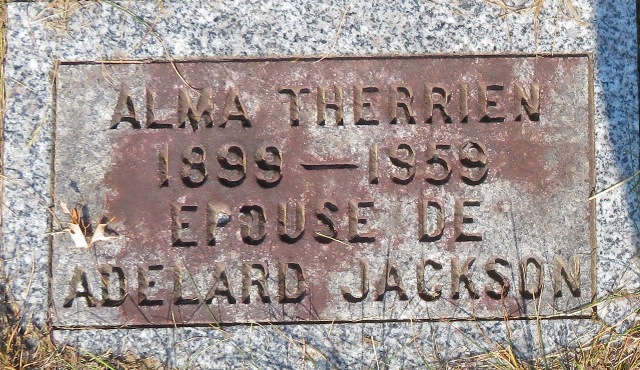 ALMA THERRIEN
1899 — 1959
EPOUSE DE
ADELARD JACKSON